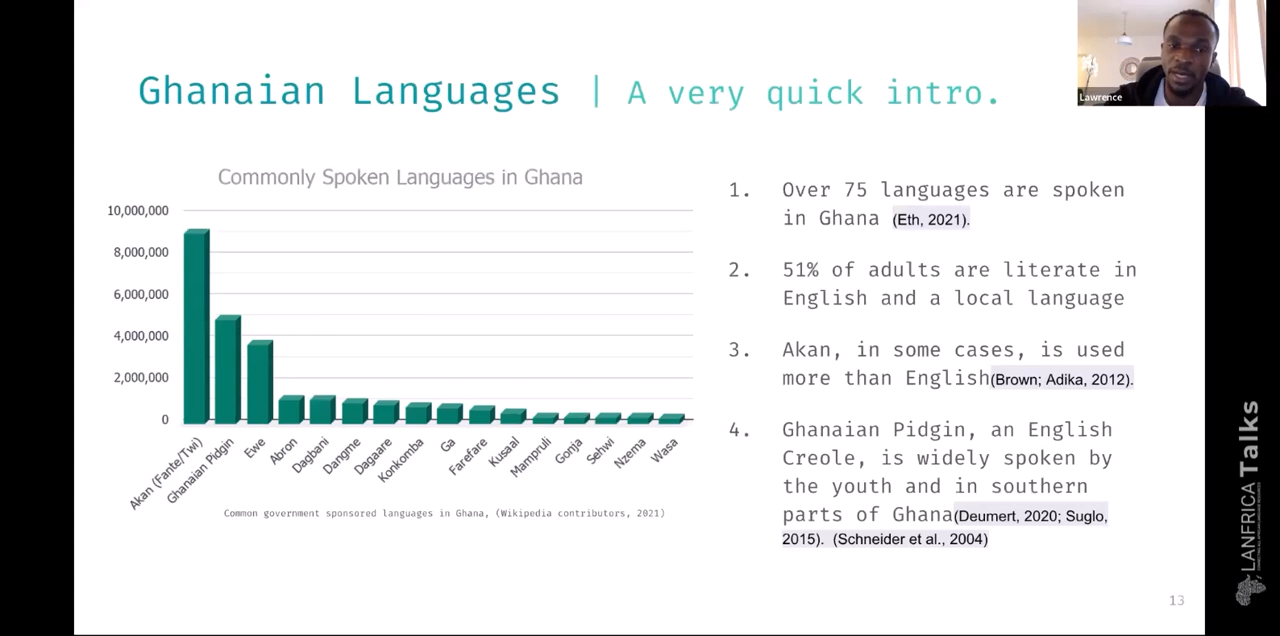 Lawrence
Ghanaian Languages | A very quick intro.
Commonly Spoken Languages in Ghana
10,000,000
8,000,000
6,000,000
4,000,000
2,000,000
0
Akan (Fante/Twi)
Ghanaian Pidgin
Ewe
Abron
Dagbani
Dangme
Dagaare
Konkomba
Ga
Farefare
Kusaal
Mampruli
Gonja
Sehwi
Nzema
Wasa
Common government sponsored languages in Ghana, (Wikipedia contributors, 2021)
1. Over 75 languages are spoken
in Ghana (Eth, 2021).
2. 51% of adults are literate in
English and a local language
3. Akan, in some cases, is used
more than English(Brown; Adika, 2012).
4. Ghanaian Pidgin, an English
Creole, is widely spoken by
the youth and in southern
parts of Ghana(Deumert, 2020; Suglo,
2015). (Schneider et al., 2004)
13
LANFRICA Talks